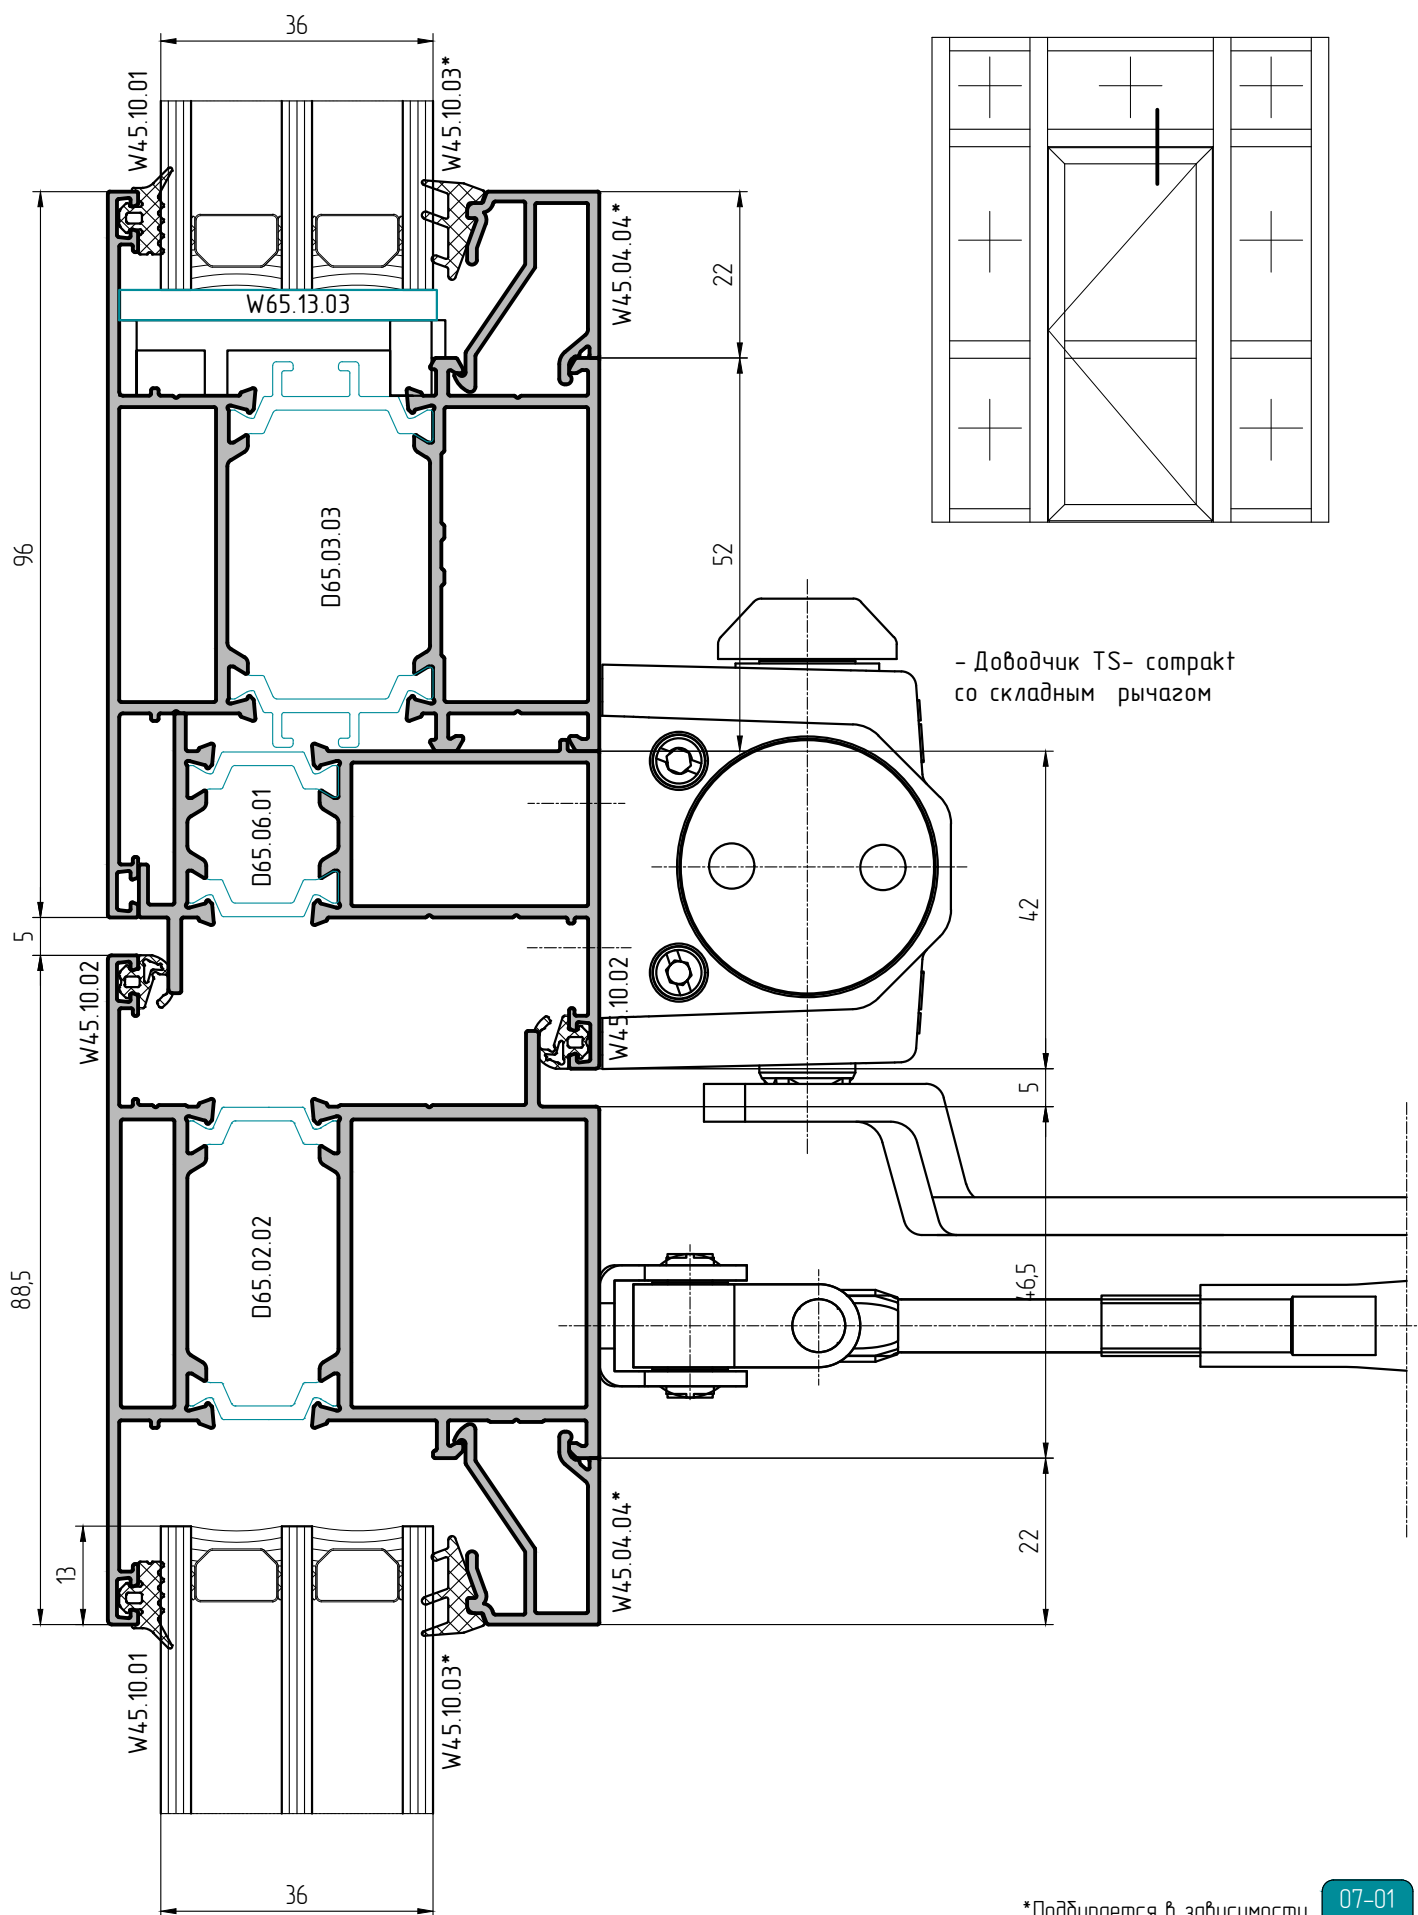 36
W45.10.01
W45.10.03*
W65.13.03
W45.04.04*
22
96
D65.03.03
52
- Доводчик TS- compakt
со складным рычагом
D65.06.01
42
5
W45.10.02
W45.10.02
5
D65.02.02
88,5
46,5
13
W45.04.04*
22
W45.10.01
W45.10.03*
36
*Подбирается в зависимости
07-01